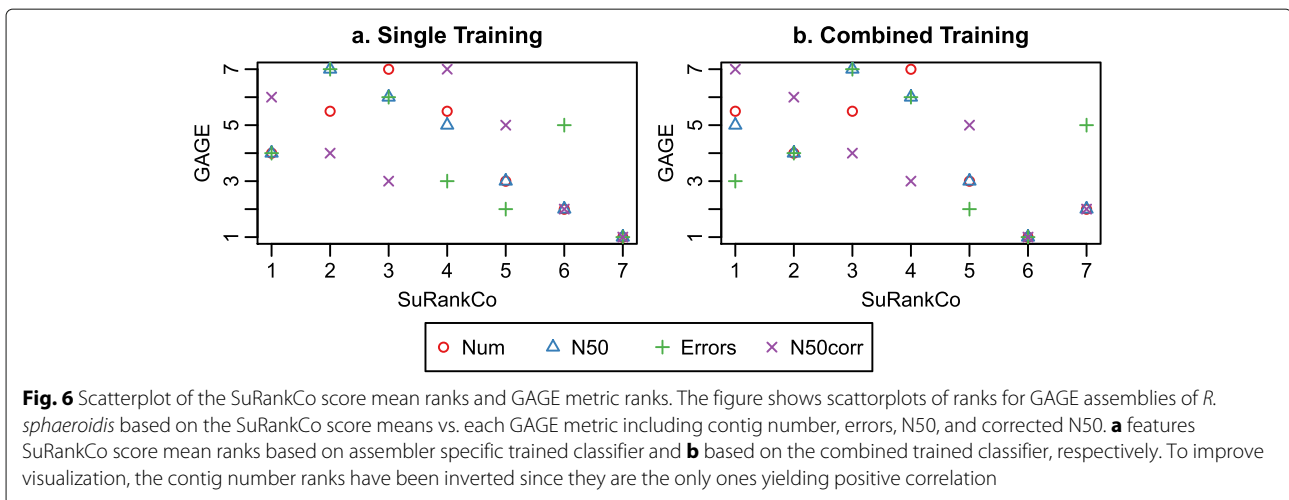 a. Single Training
b. Combined Training
7
5
3
1
GAGE
1 2 3 4 5 6 7
SuRankCo
7
5
3
1
GAGE
1 2 3 4 5 6 7
SuRankCo
Num N50 Errors N50corr
Fig. 6 Scatterplot of the SuRankCo score mean ranks and GAGE metric ranks. The figure shows scattorplots of ranks for GAGE assemblies of R.
sphaeroidis based on the SuRankCo score means vs. each GAGE metric including contig number, errors, N50, and corrected N50. a features
SuRankCo score mean ranks based on assembler specific trained classifier and b based on the combined trained classifier, respectively. To improve
visualization, the contig number ranks have been inverted since they are the only ones yielding positive correlation